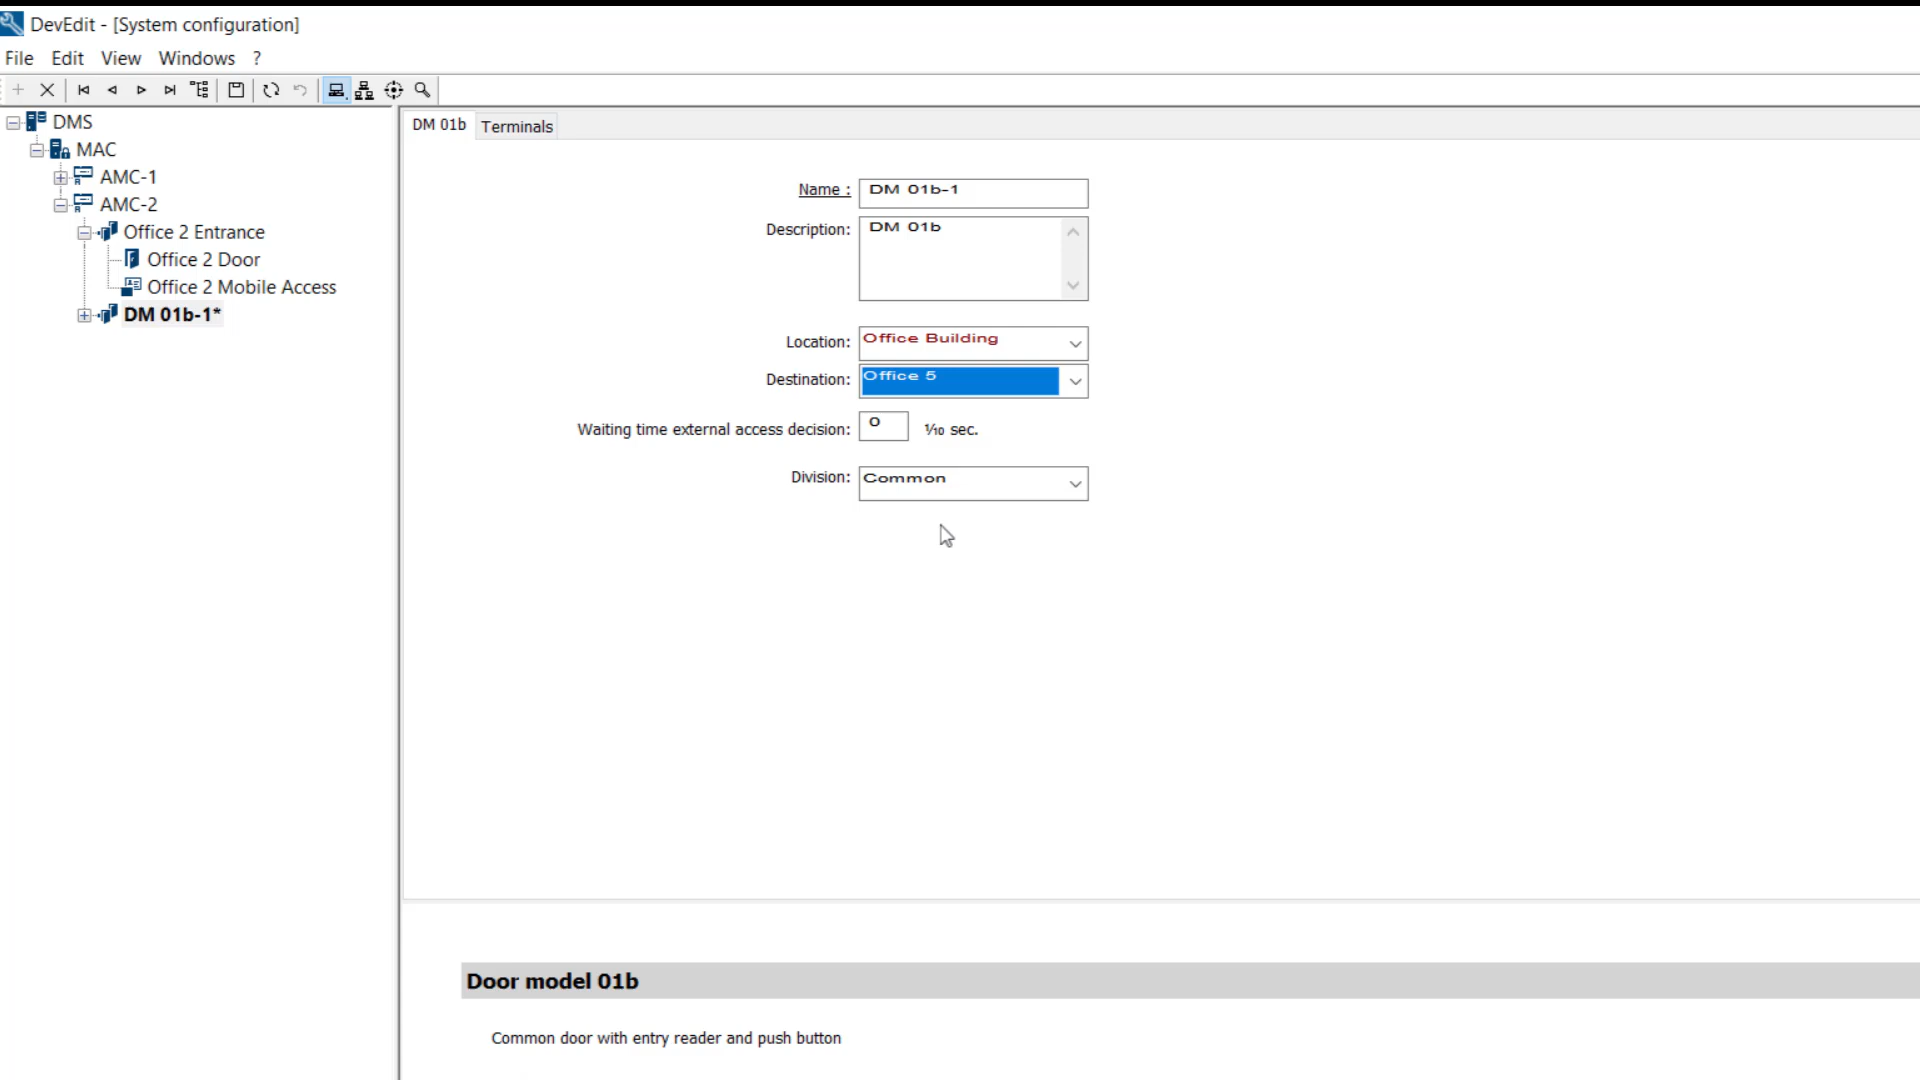 DevEdit - [System configuration]
File Edit View Windows ?
DMS
MAC
AMC-1
AMC-2
Office 2 Entrance
Office 2 Door
Office 2 Mobile Access
DM 01b-1*
DM 01b Terminals
Name : DM 01b-1
Description: DM 01b
Location: Office Building
Destination: Office 5
Waiting time external access decision: 0 1/10 sec.
Division: Common
Door model 01b
Common door with entry reader and push button